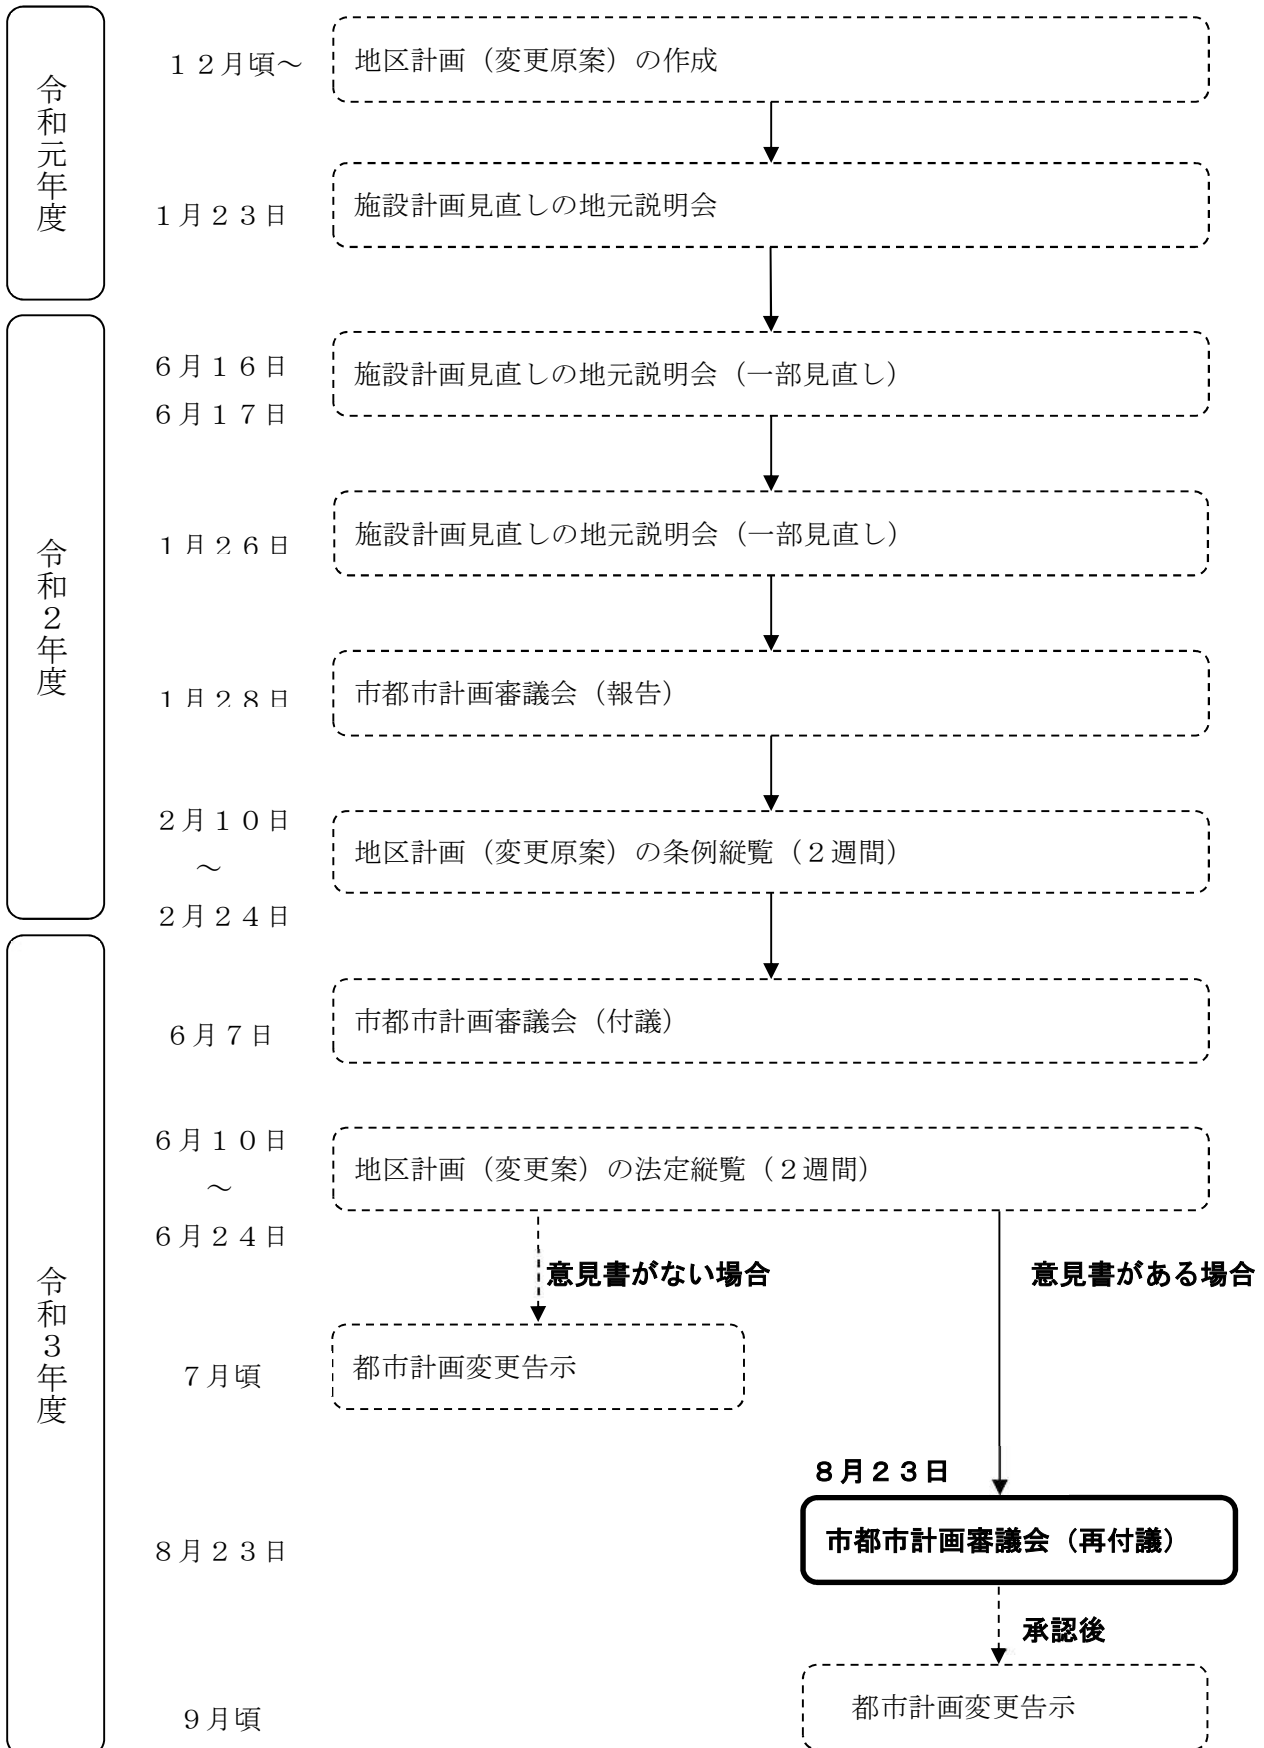 令和元年度
１２月頃～
地区計画（変更原案）の作成
１月２３日
施設計画見直しの地元説明会
令和２年度
６月１６日
６月１７日
施設計画見直しの地元説明会（一部見直し）
１月２６日
施設計画見直しの地元説明会（一部見直し）
１月２８日
市都市計画審議会（報告）
２月１０日
～
２月２４日
地区計画（変更原案）の条例縦覧（２週間）
令和３年度
６月７日
市都市計画審議会（付議）
６月１０日
～
６月２４日
地区計画（変更案）の法定縦覧（２週間）
意見書がない場合
意見書がある場合
７月頃
都市計画変更告示
８月２３日
８月２３日
市都市計画審議会（再付議）
承認後
９月頃
都市計画変更告示